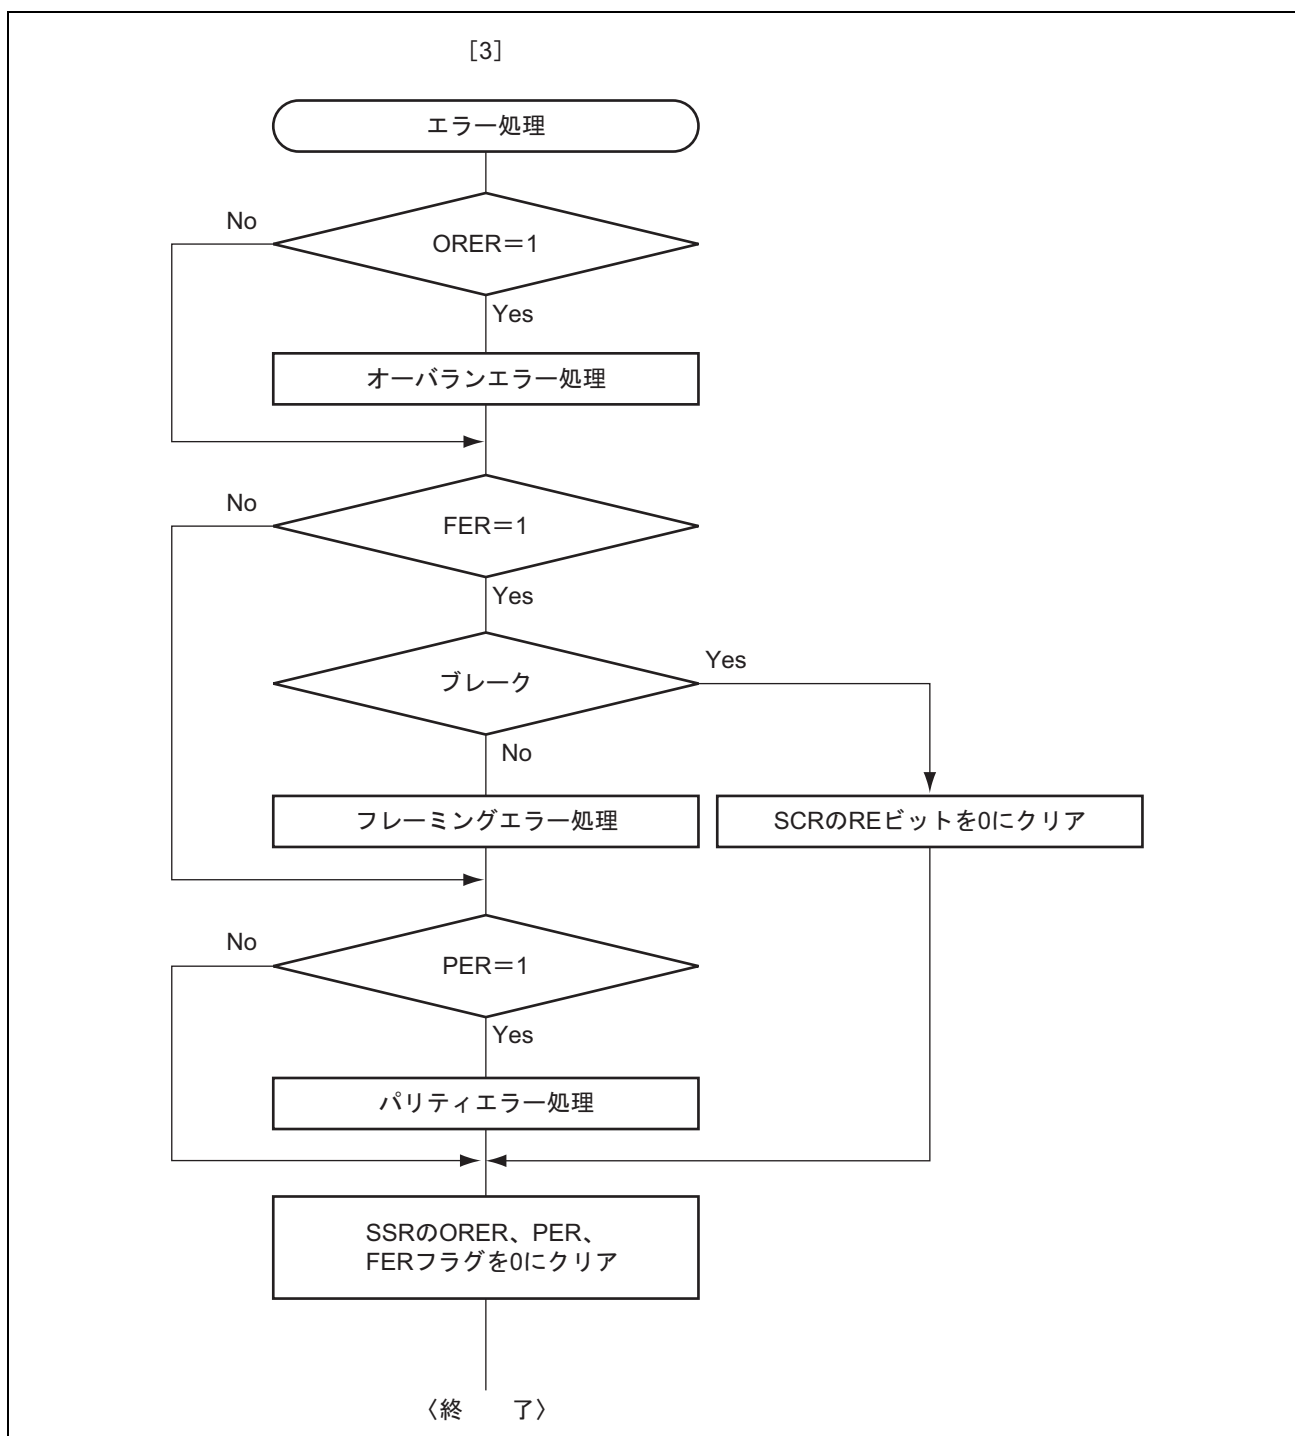 [3]
エラー処理
No
ORER=1
Yes
オーバランエラー処理
No
FER=1
Yes
ブレーク
Yes
No
フレーミングエラー処理
SCRのREビットを0にクリア
No
PER=1
Yes
パリティエラー処理
SSRのORER、PER、
FERフラグを0にクリア
〈終　了〉